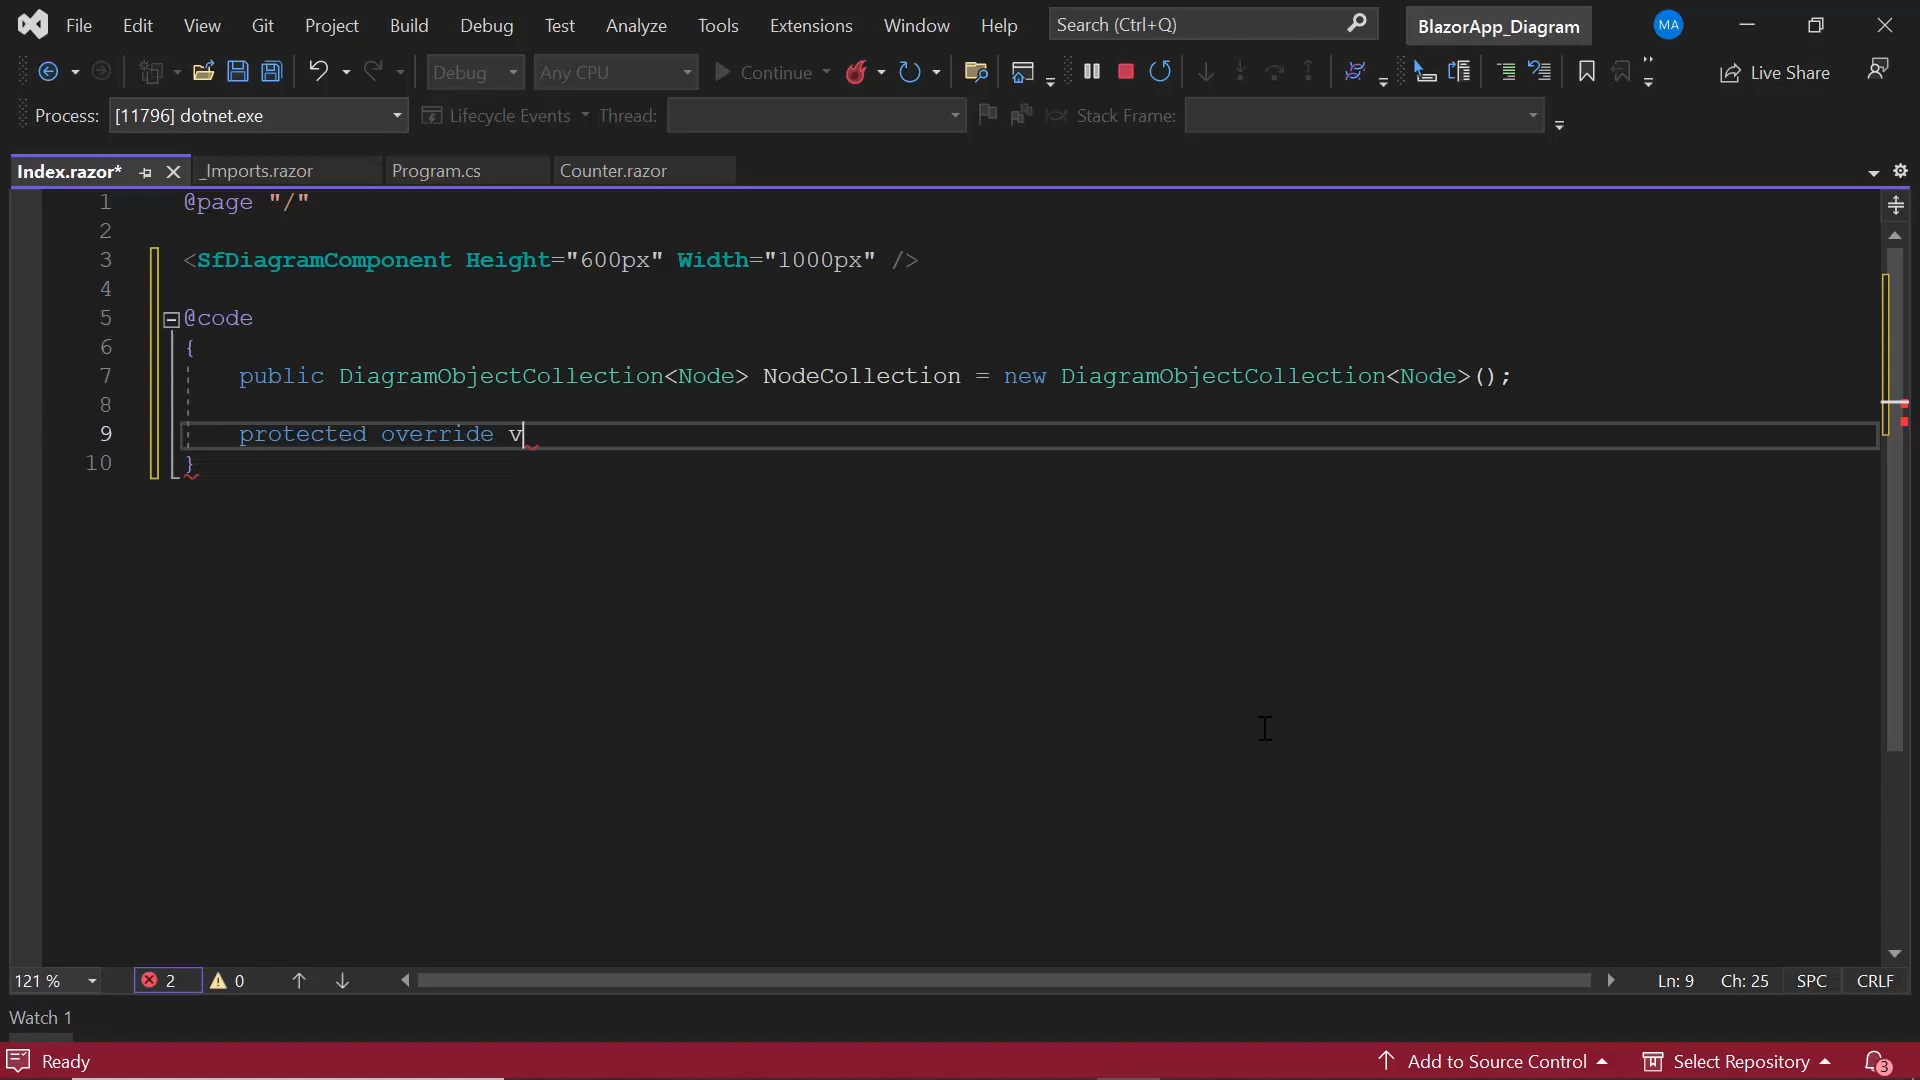 File Edit View Git Project Build Debug Test Analyze Tools Extensions Window Help Search (Ctrl+Q) BlazorApp_Diagram MA
Debug Any CPU Continue Live Share
Process: [11796] dotnet.exe Lifecycle Events Thread: Stack Frame:
Index.razor* _Imports.razor Program.cs Counter.razor
1 @page "/"
2
3 <SfDiagramComponent Height="600px" Width="1000px" />
4
5 @code
6 {
7 public DiagramObjectCollection<Node> NodeCollection = new DiagramObjectCollection<Node>();
8
9 protected override v
10 }
121 % 2 0 Ln: 9 Ch: 25 SPC CRLF
Watch 1
Ready Add to Source Control Select Repository 3